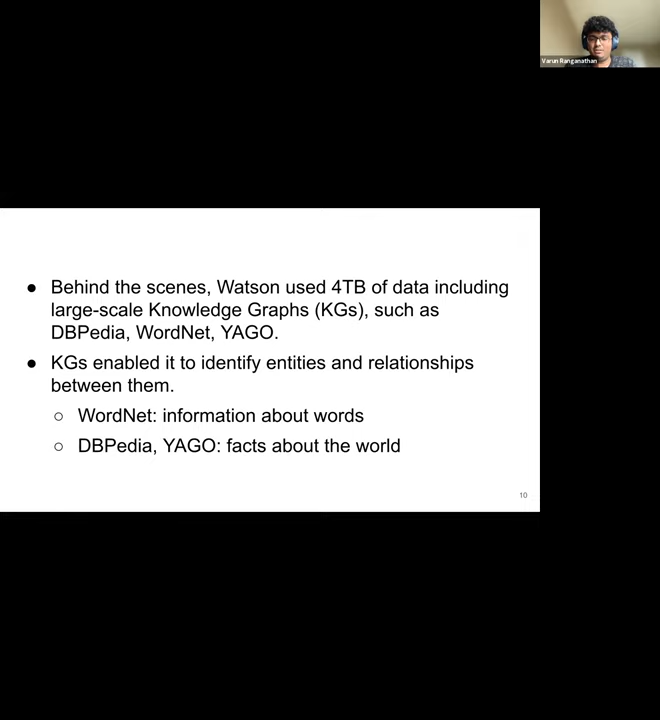 Varun Ranganathan
● Behind the scenes, Watson used 4TB of data including
large-scale Knowledge Graphs (KGs), such as
DBPedia, WordNet, YAGO.
● KGs enabled it to identify entities and relationships
between them.
○ WordNet: information about words
○ DBPedia, YAGO: facts about the world
10